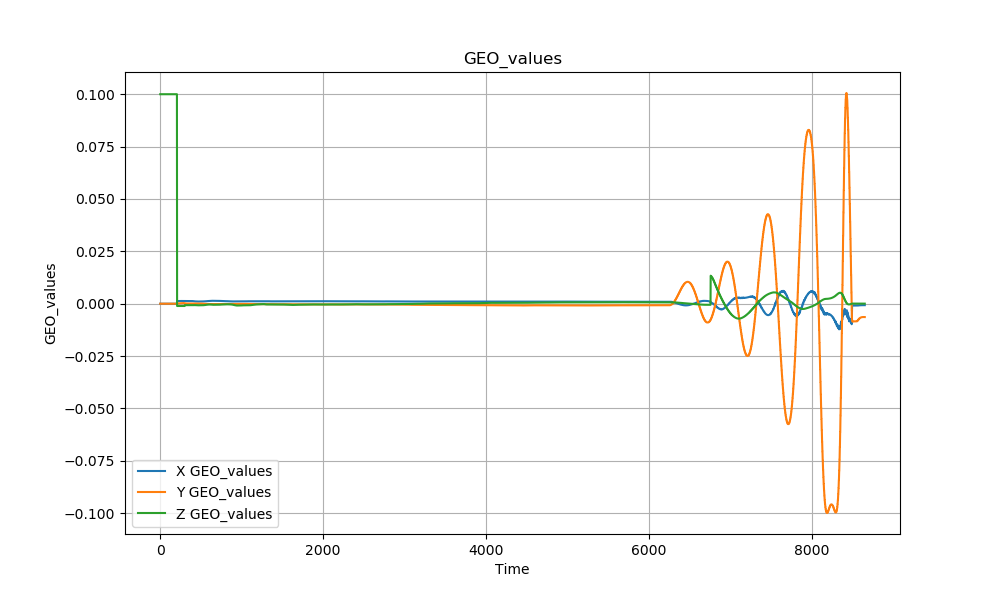 GEO_values
0.100
0.075
0.050
0.025
0.000
−0.025
−0.050
−0.075
−0.100
GEO_values
X GEO_values
Y GEO_values
Z GEO_values
0 2000 4000 6000 8000
Time